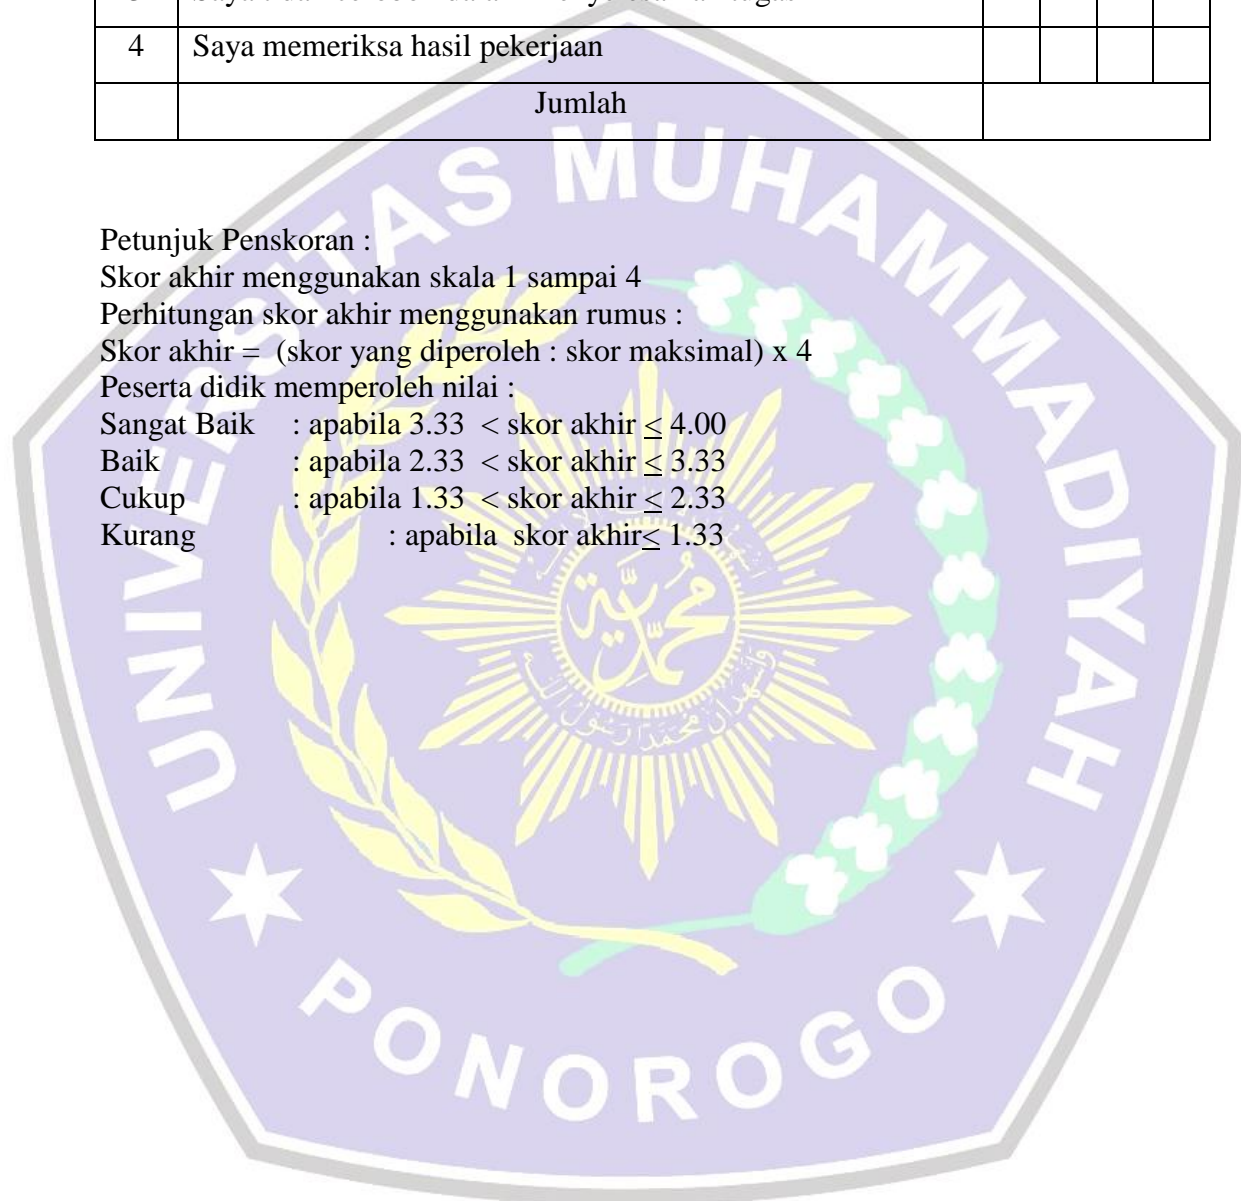 4 Saya memeriksa hasil pekerjaan
Jumlah
Petunjuk Penskoran :
Skor akhir menggunakan skala 1 sampai 4
Perhitungan skor akhir menggunakan rumus :
Skor akhir = (skor yang diperoleh : skor maksimal) x 4
Peserta didik memperoleh nilai :
Sangat Baik : apabila 3.33 < skor akhir ≤ 4.00
Baik : apabila 2.33 < skor akhir ≤ 3.33
Cukup : apabila 1.33 < skor akhir ≤ 2.33
Kurang : apabila skor akhir≤ 1.33
UNIVERSITAS MUHAMMADIYAH
PONOROGO
محمدية